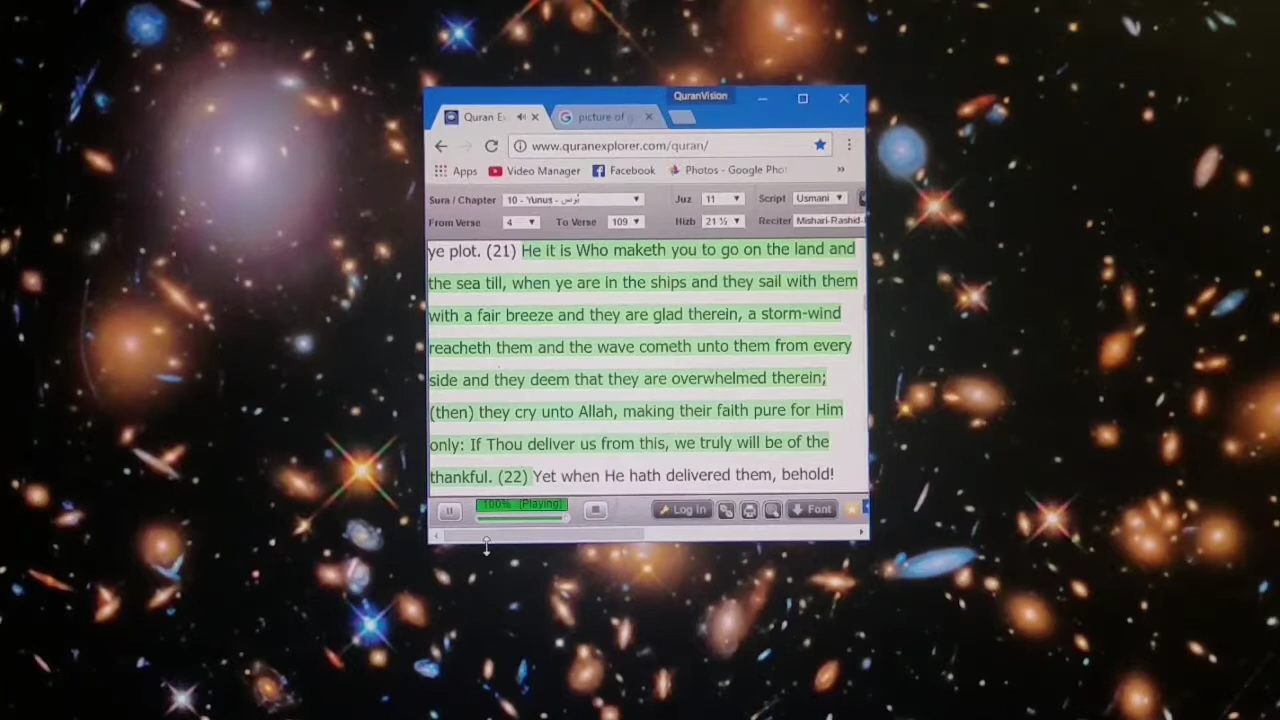 QuranVision
Quran Ex
picture of g
www.quranexplorer.com/quran/
Apps Video Manager Facebook Photos - Google Pho
Sura / Chapter 10 - Yunus - يُونس Juz 11 Script Usmani
From Verse 4 To Verse 109 Hizb 21 ½ Reciter Mishari-Rashid-
ye plot. (21) He it is Who maketh you to go on the land and
the sea till, when ye are in the ships and they sail with them
with a fair breeze and they are glad therein, a storm-wind
reacheth them and the wave cometh unto them from every
side and they deem that they are overwhelmed therein;
(then) they cry unto Allah, making their faith pure for Him
only: If Thou deliver us from this, we truly will be of the
thankful. (22) Yet when He hath delivered them, behold!
100% [Playing] Log In Font